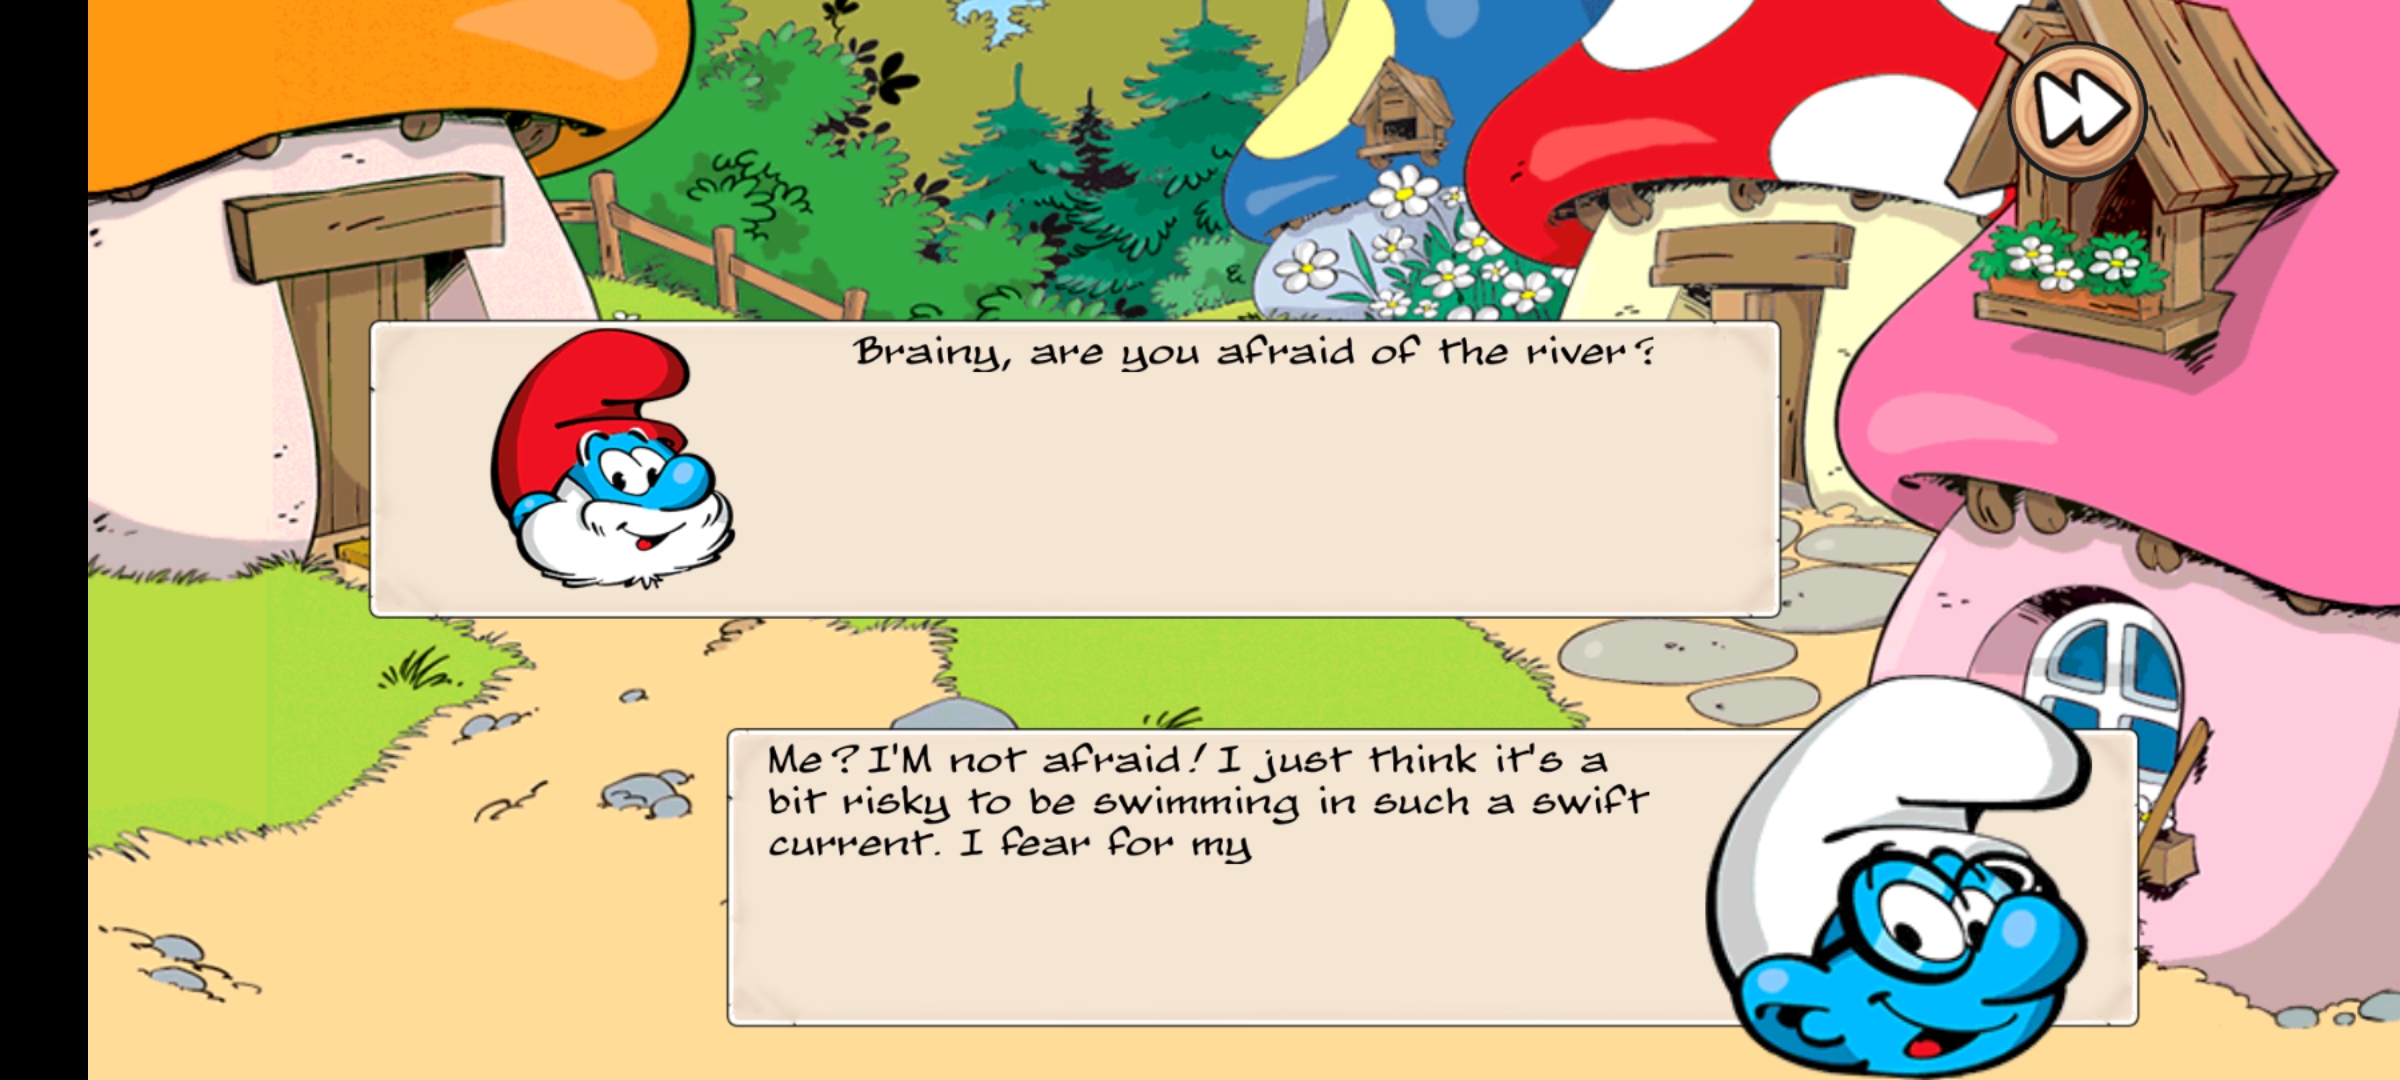 Brainy, are you afraid of the river?
Me? I'M not afraid! I just think it's a
bit risky to be swimming in such a swift
current. I fear for my